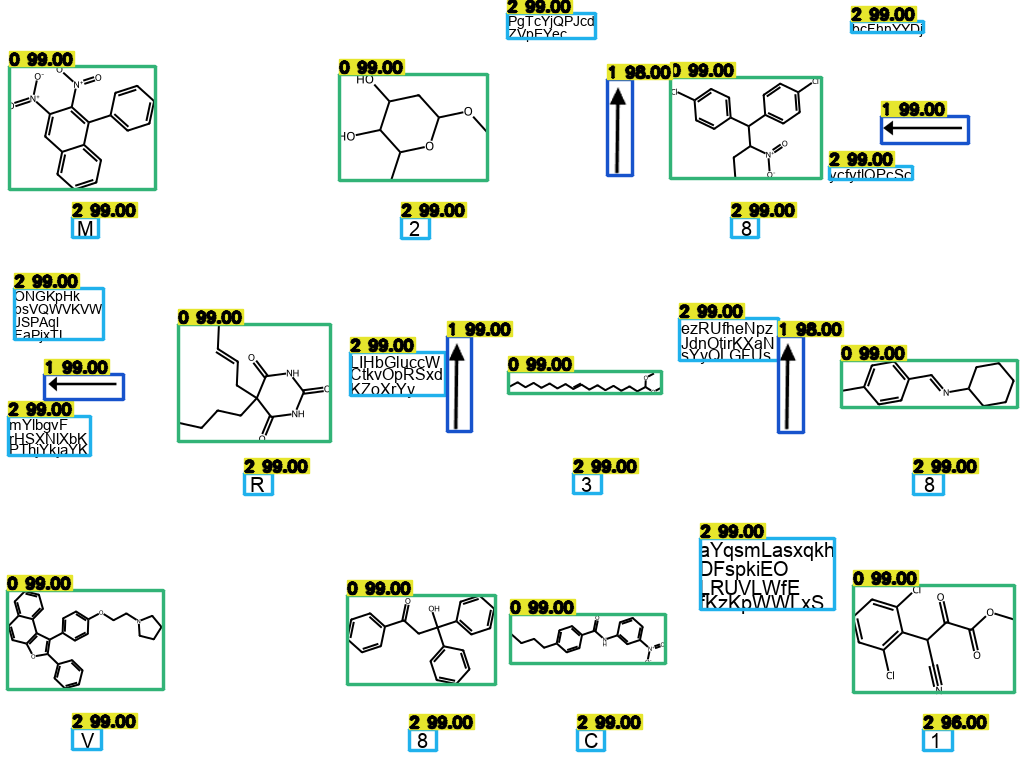 2 99.00
PgTcYjQPJcd
ZVpEYec
2 99.00
bcEhnYYDj
0 99.00
O⁻
O
N⁺
N⁺
O
O
0 99.00
HO
HO
O
O
1 98.00
0 99.00
Cl
Cl
N⁺
O
O⁻
1 99.00
2 99.00
ycfytlQPcSc
2 99.00
M
2 99.00
2
2 99.00
8
2 99.00
ONGKpHk
psVQWVKVW
JSPAql
1 99.00
2 99.00
mYlbgvF
rHSXNlXbK
PThjYkjaYK
0 99.00
O
NH
O
NH
O
2 99.00
LlHbGluccW
CtkvOpRSxd
KZoXrYy
1 99.00
0 99.00
2 99.00
ezRUfheNpz
JdnQtirKXaN
sYyOLGFUs
1 98.00
0 99.00
N
2 99.00
R
2 99.00
3
2 99.00
8
0 99.00
O
N
O
0 99.00
O
OH
0 99.00
O
N
H
N⁺
O
2 99.00
aYqsmLasxqkh
DFspkiEO
RUVLWfE
fKzKpWWLxS
0 99.00
Cl
O
O
O
Cl
N
2 99.00
V
2 99.00
8
2 99.00
C
2 96.00
1